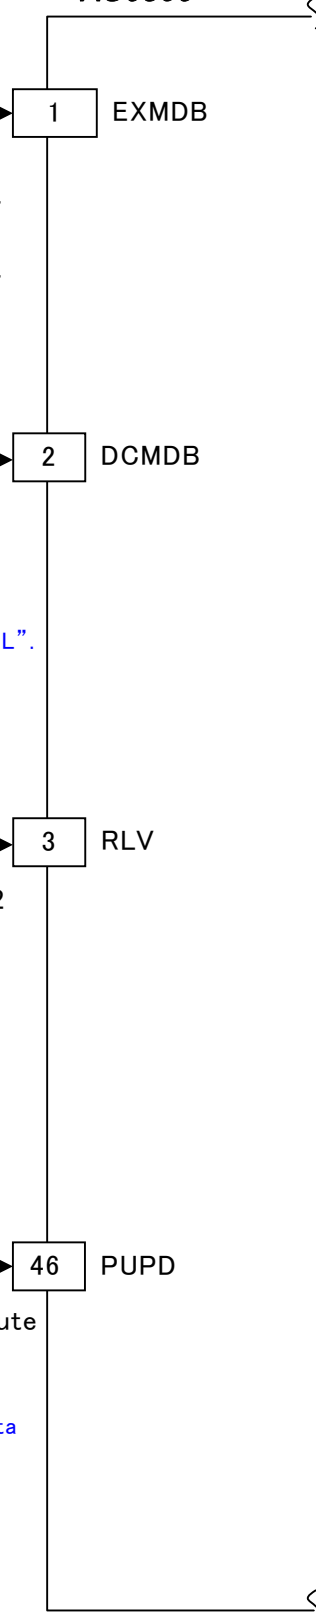 1 EXMDB
2 DCMDB
L”.
3 RLV
2
46 PUPD
ute
ta